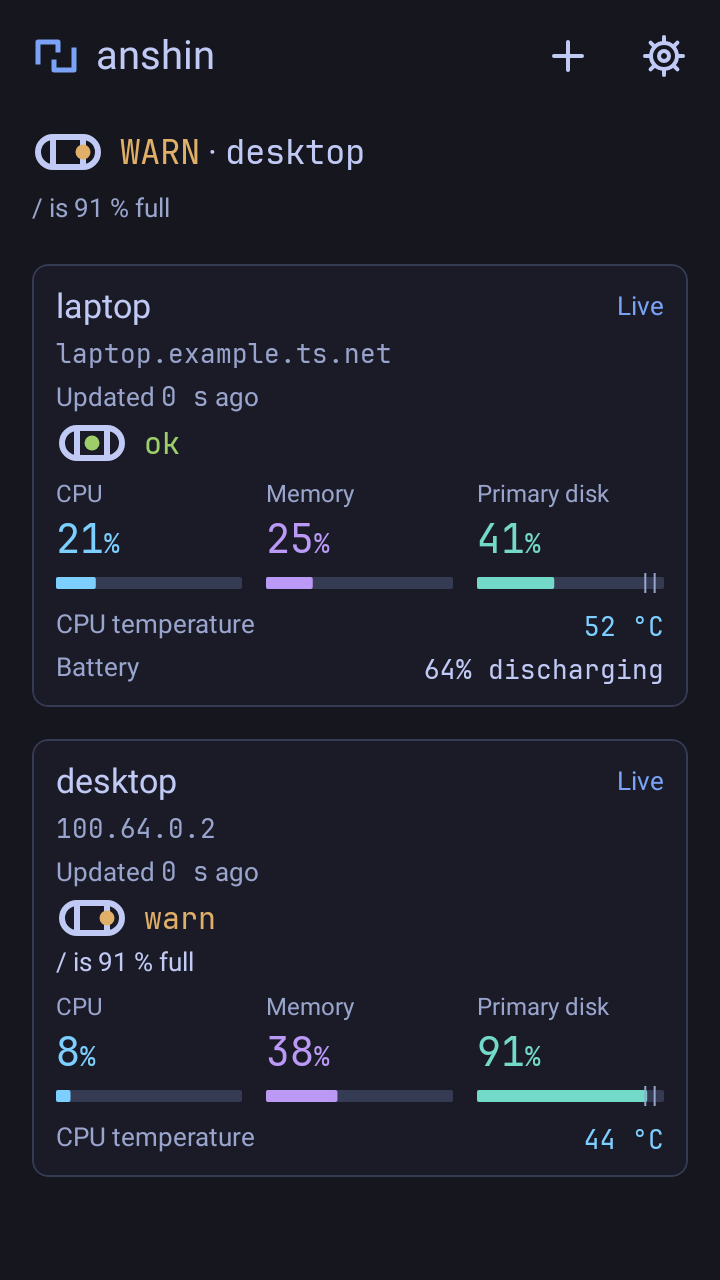 anshin
WARN · desktop
/ is 91 % full
laptop
Live
laptop.example.ts.net
Updated 0 s ago
ok
CPU Memory Primary disk
21% 25% 41%
CPU temperature 52 °C
Battery 64% discharging
desktop
Live
100.64.0.2
Updated 0 s ago
warn
/ is 91 % full
CPU Memory Primary disk
8% 38% 91%
CPU temperature 44 °C